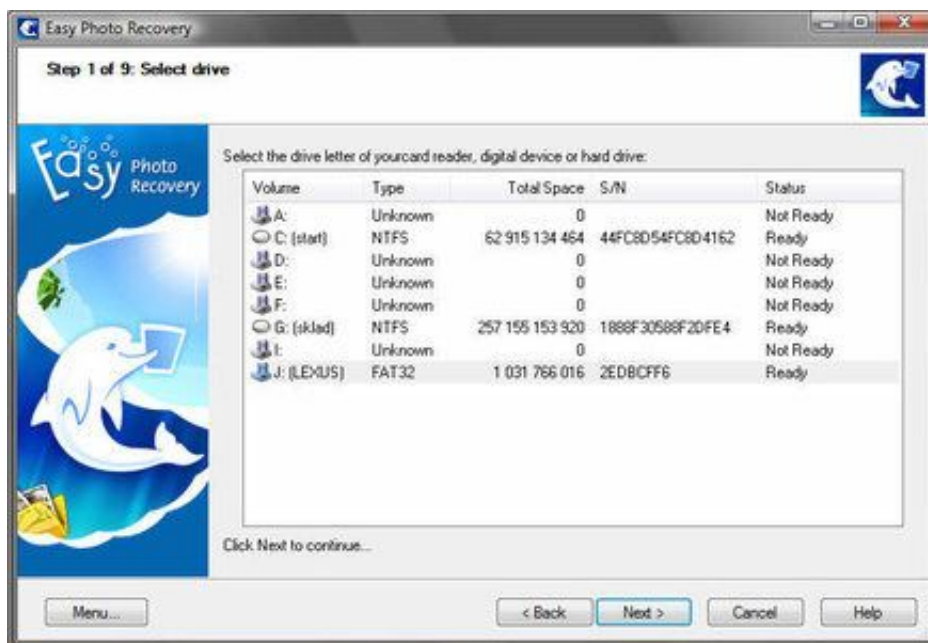 Easy Photo Recovery
Step 1 of 9: Select drive
Easy Photo Recovery
Select the drive letter of yourcard reader, digital device or hard drive:
Volume Type Total Space S/N Status
A: Unknown 0 Not Ready
C: (start) NTFS 62 915 134 464 44FC8D54FC8D4162 Ready
D: Unknown 0 Not Ready
E: Unknown 0 Not Ready
F: Unknown 0 Not Ready
G: (sklad) NTFS 257 155 153 920 1888F30588F2DFE4 Ready
I: Unknown 0 Not Ready
J: (LEXUS) FAT32 1 031 766 016 2EDBCFF6 Ready
Click Next to continue...
Menu... < Back Next > Cancel Help